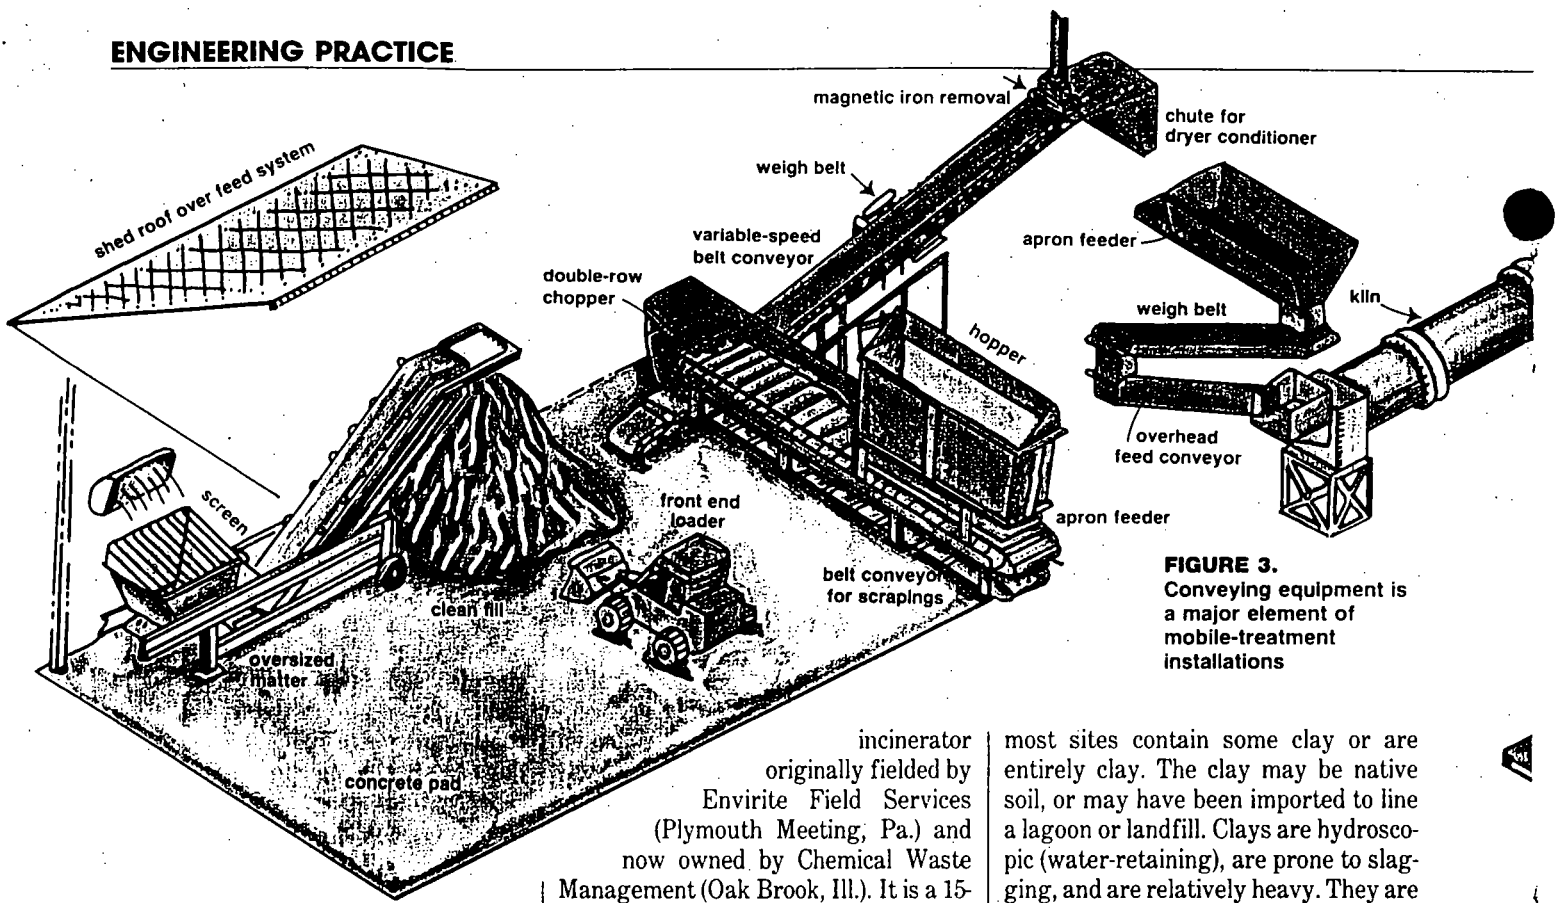 ENGINEERING PRACTICE
magnetic iron removal
chute for
dryer conditioner
shed roof over feed system
weigh belt
variable-speed
belt conveyor
double-row
chopper
apron feeder
weigh belt
kiln
hopper
overhead
feed conveyor
screen
front end
loader
apron feeder
belt conveyor
for scrapings
clean fill
oversized
matter
concrete pad
FIGURE 3.
Conveying equipment is
a major element of
mobile-treatment
installations
incinerator
originally fielded by
Envirite Field Services
(Plymouth Meeting, Pa.) and
now owned by Chemical Waste
Management (Oak Brook, Ill.). It is a 15-
most sites contain some clay or are
entirely clay. The clay may be native
soil, or may have been imported to line
a lagoon or landfill. Clays are hydrosco-
pic (water-retaining), are prone to slag-
ging, and are relatively heavy. They are